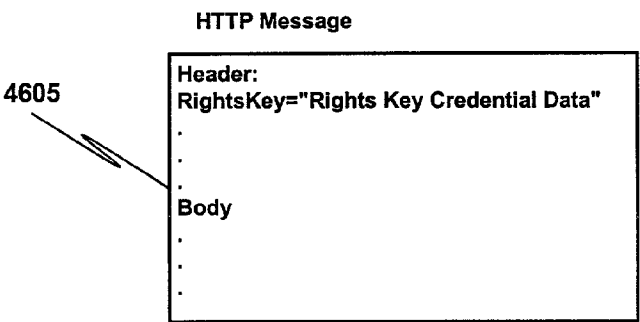 HTTP Message
4605
Header:
RightsKey="Rights Key Credential Data"
.
.
.
Body
.
.
.